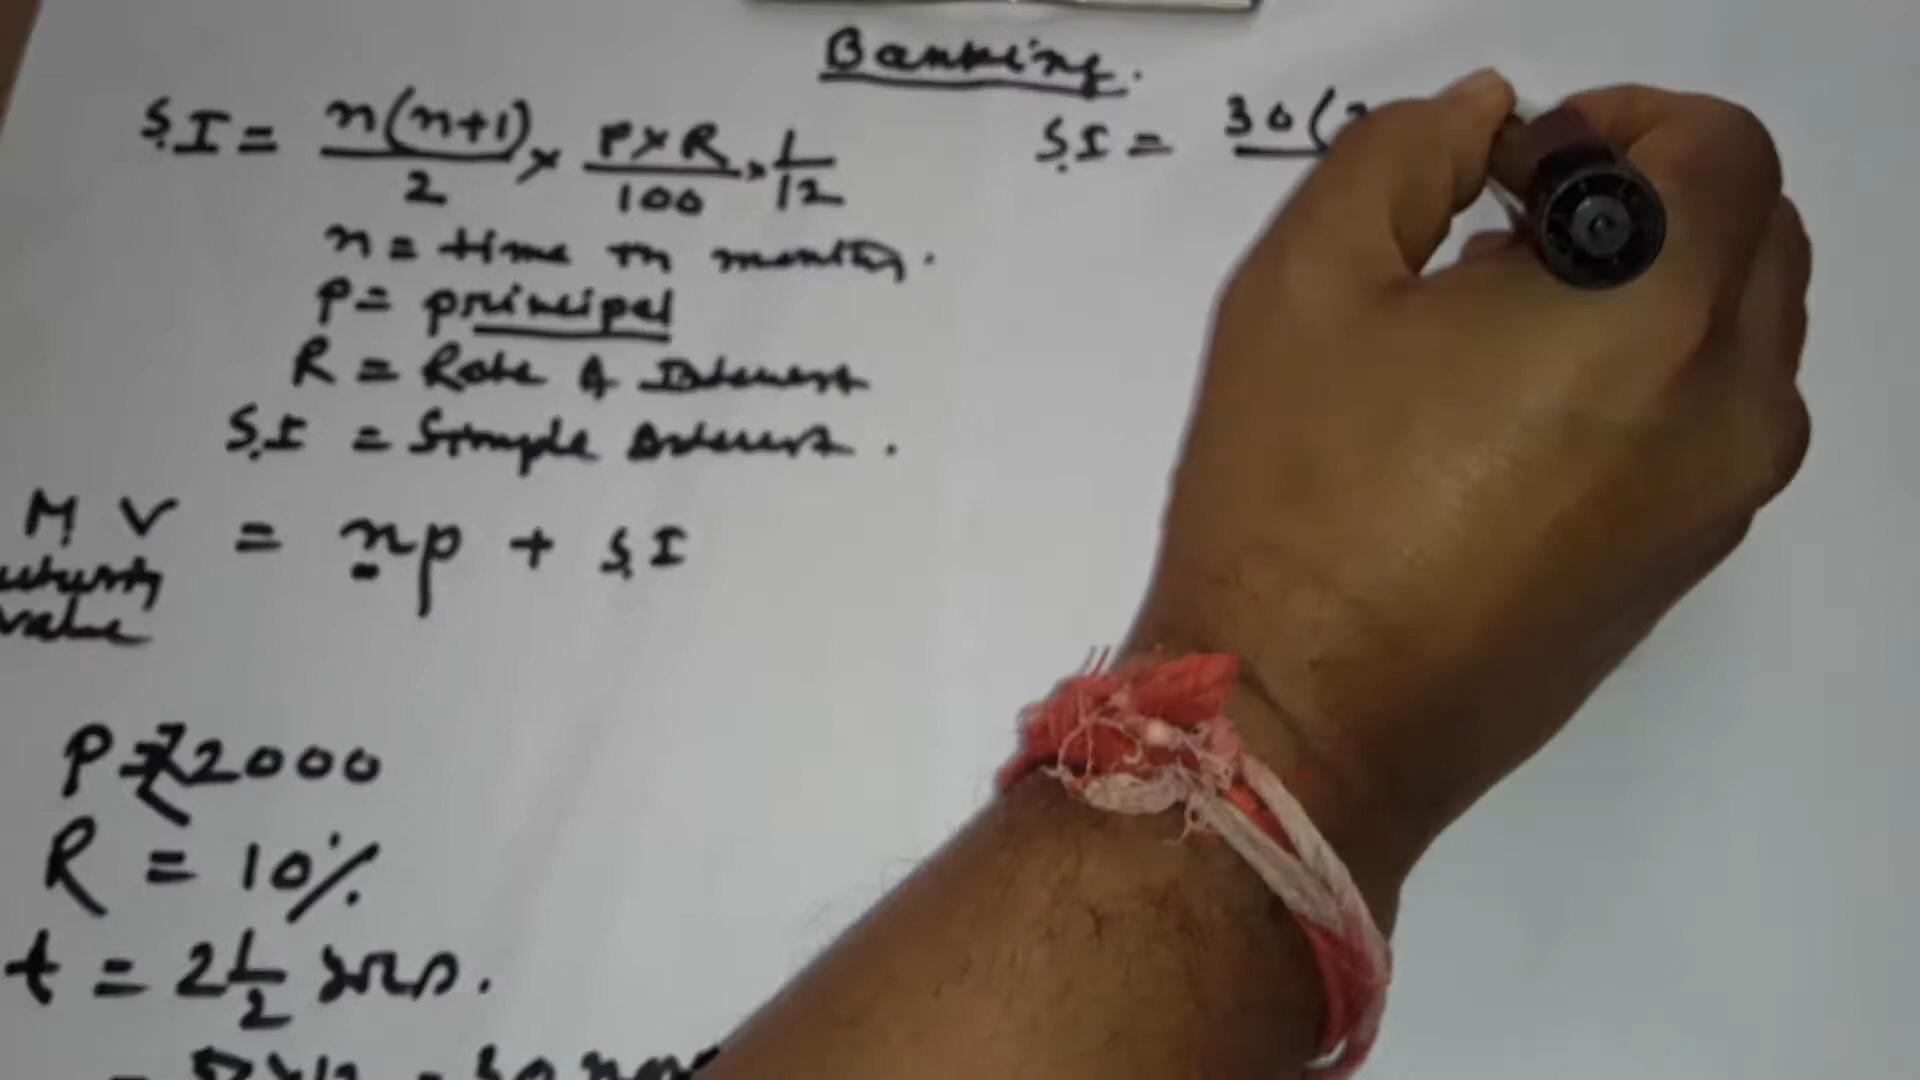 Banking.
S.I = n(n+1)/2 × P×R/100 × 1/12
n = time in months.
P = principal
R = Rate of Interest
S.I = Simple Interest.
M V = np + S.I
value
P=₹2000
R = 10%
t = 2 1/2 yrs.
S.I = 30(